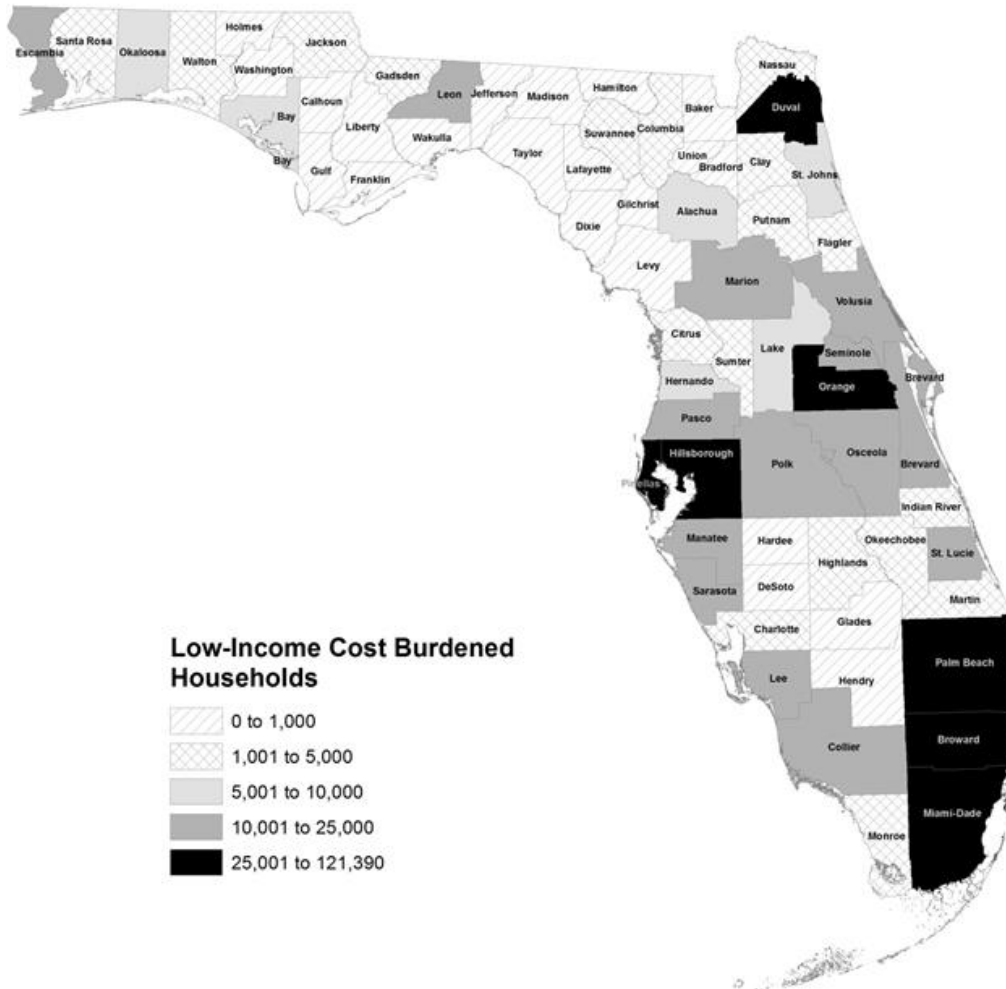 Holmes
Santa Rosa
Jackson
Escambia
Okaloosa
Walton
Washington
Nassau
Gadsden
Hamilton
Leon
Jefferson
Madison
Baker
Duval
Calhoun
Bay
Liberty
Suwannee
Columbia
Wakulla
Taylor
Union
Bradford
Clay
Bay
Gulf
Franklin
Lafayette
St. Johns
Gilchrist
Alachua
Putnam
Dixie
Flagler
Levy
Marion
Volusia
Citrus
Sumter
Lake
Seminole
Hernando
Orange
Brevard
Pasco
Hillsborough
Osceola
Polk
Brevard
Pinellas
Indian River
Manatee
Hardee
Okeechobee
St. Lucie
Highlands
Sarasota
DeSoto
Martin
Charlotte
Glades
Low-Income Cost Burdened
Households
Palm Beach
Lee
Hendry
0 to 1,000
Broward
Collier
1,001 to 5,000
5,001 to 10,000
Miami-Dade
10,001 to 25,000
Monroe
25,001 to 121,390